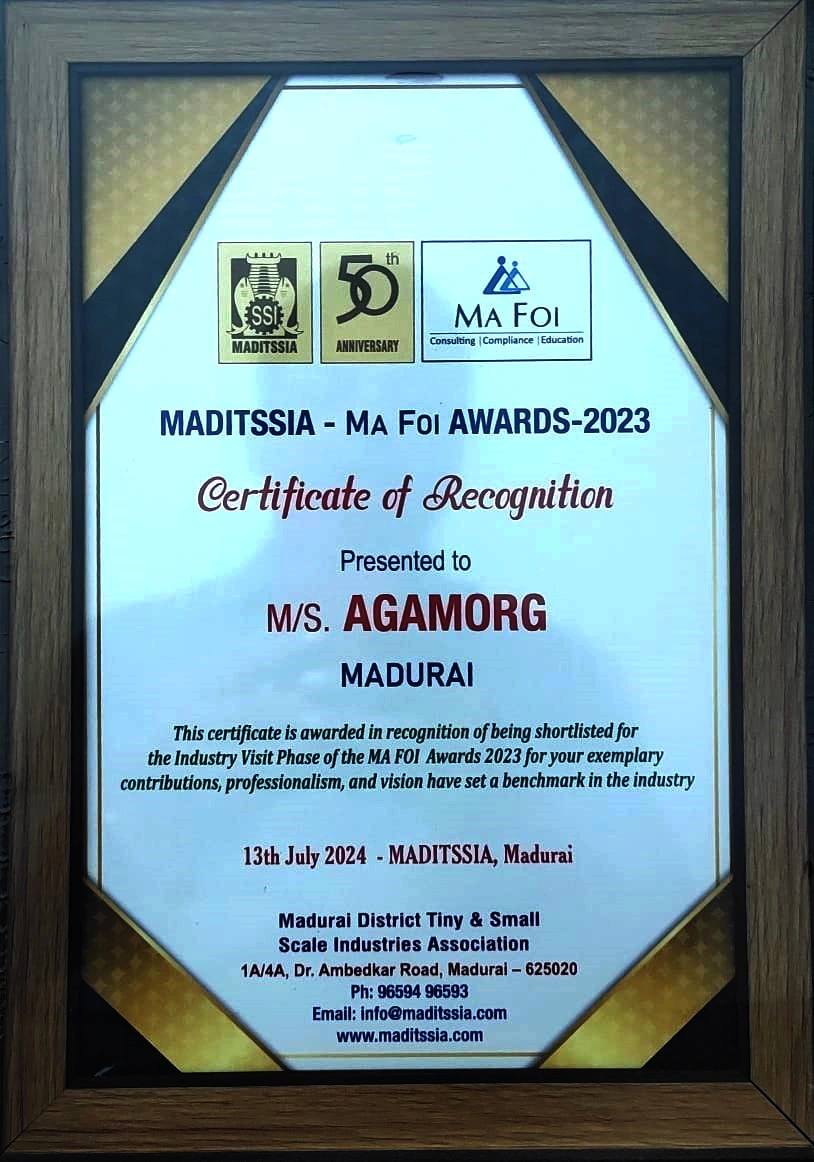 SSI
MADITSSIA
50th
ANNIVERSARY
MA FOI
Consulting | Compliance | Education
MADITSSIA - MA FOI AWARDS-2023
Certificate of Recognition
Presented to
M/S. AGAMORG
MADURAI
This certificate is awarded in recognition of being shortlisted for
the Industry Visit Phase of the MA FOI Awards 2023 for your exemplary
contributions, professionalism, and vision have set a benchmark in the industry
13th July 2024 - MADITSSIA, Madurai
Madurai District Tiny & Small
Scale Industries Association
1A/4A, Dr. Ambedkar Road, Madurai – 625020
Ph: 96594 96593
Email: info@maditssia.com
www.maditssia.com